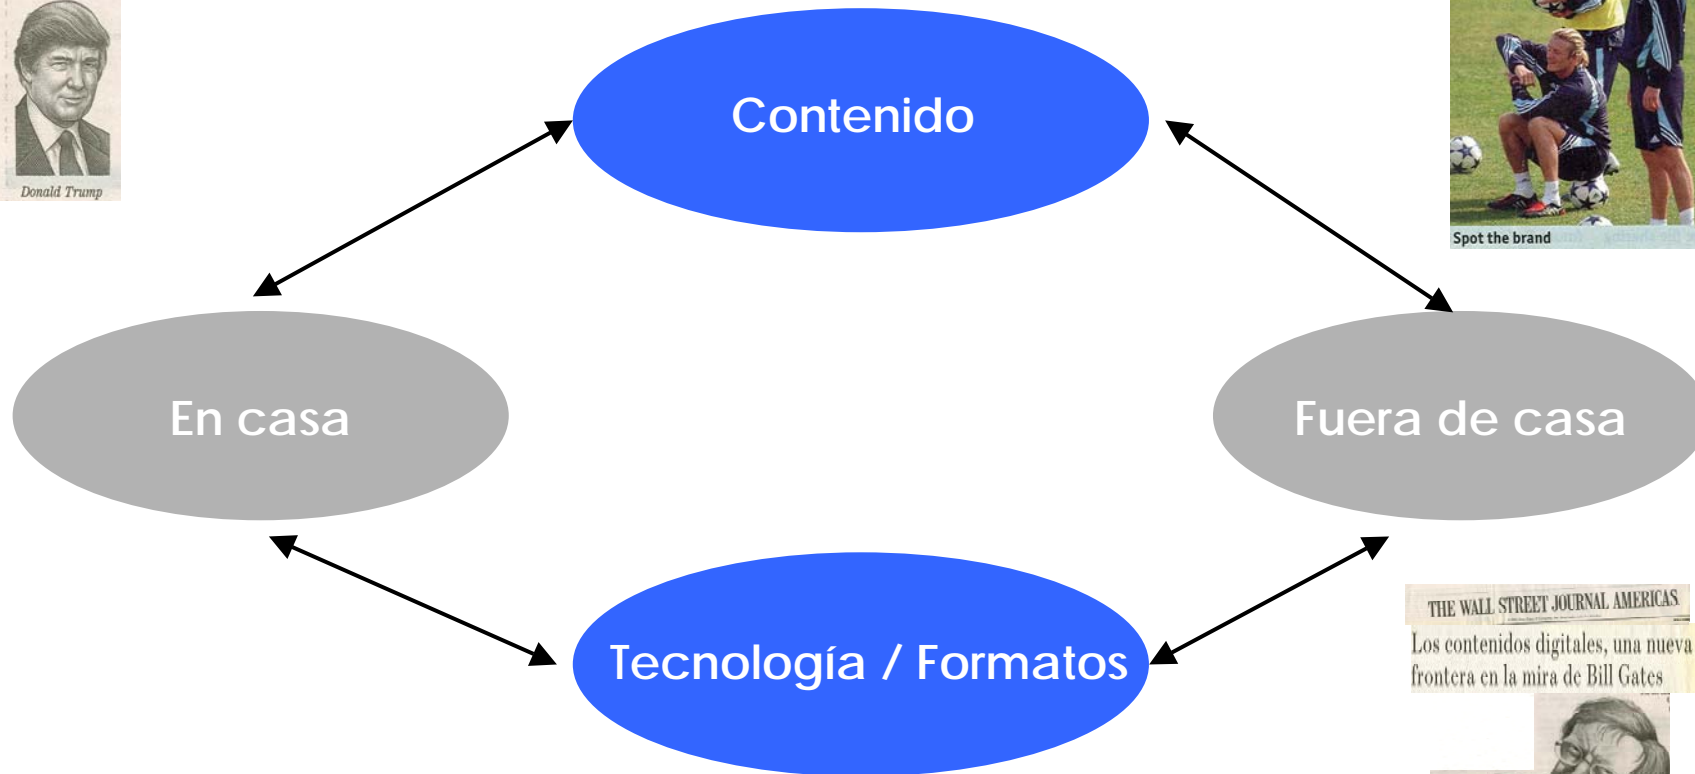 Contenido
Donald Trump
Spot the brand
En casa
Fuera de casa
THE WALL STREET JOURNAL AMERICAS
Los contenidos digitales, una nueva
frontera en la mira de Bill Gates
Tecnología / Formatos